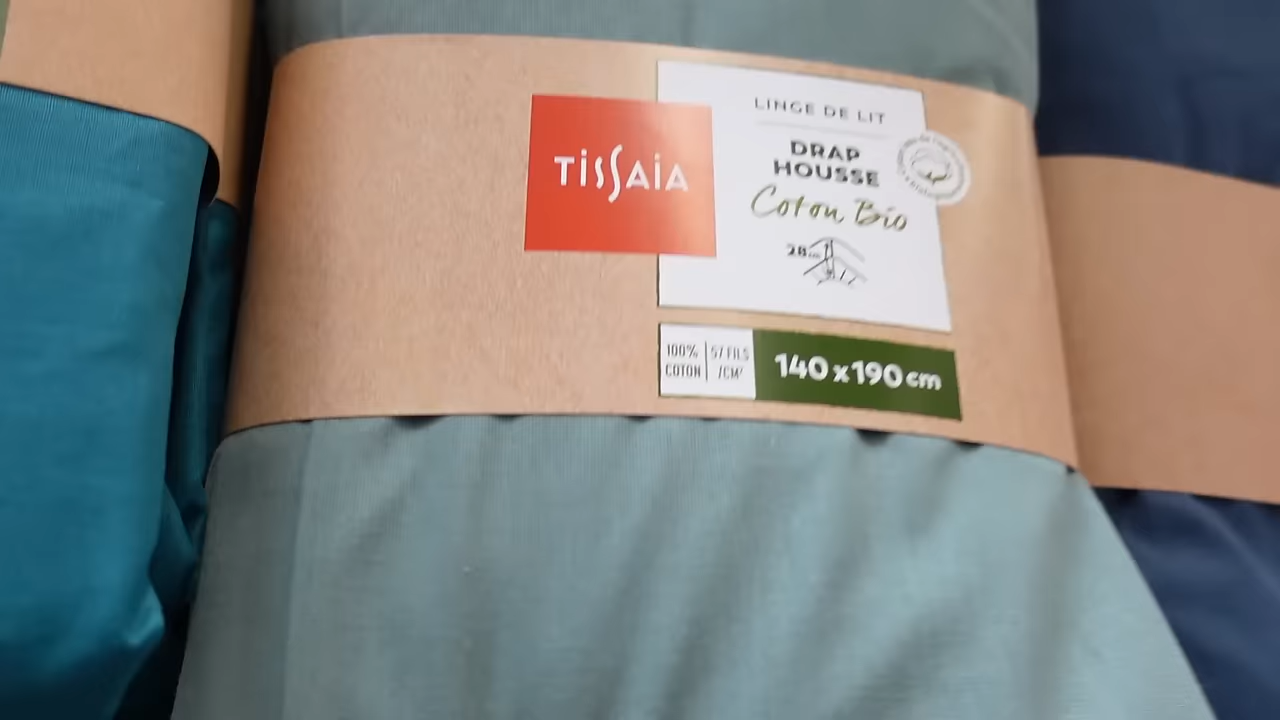 TiSSAiA
LINGE DE LIT
DRAP
HOUSSE
Coton Bio
28
100%
COTON
57 FILS
/CM²
140 x 190 cm